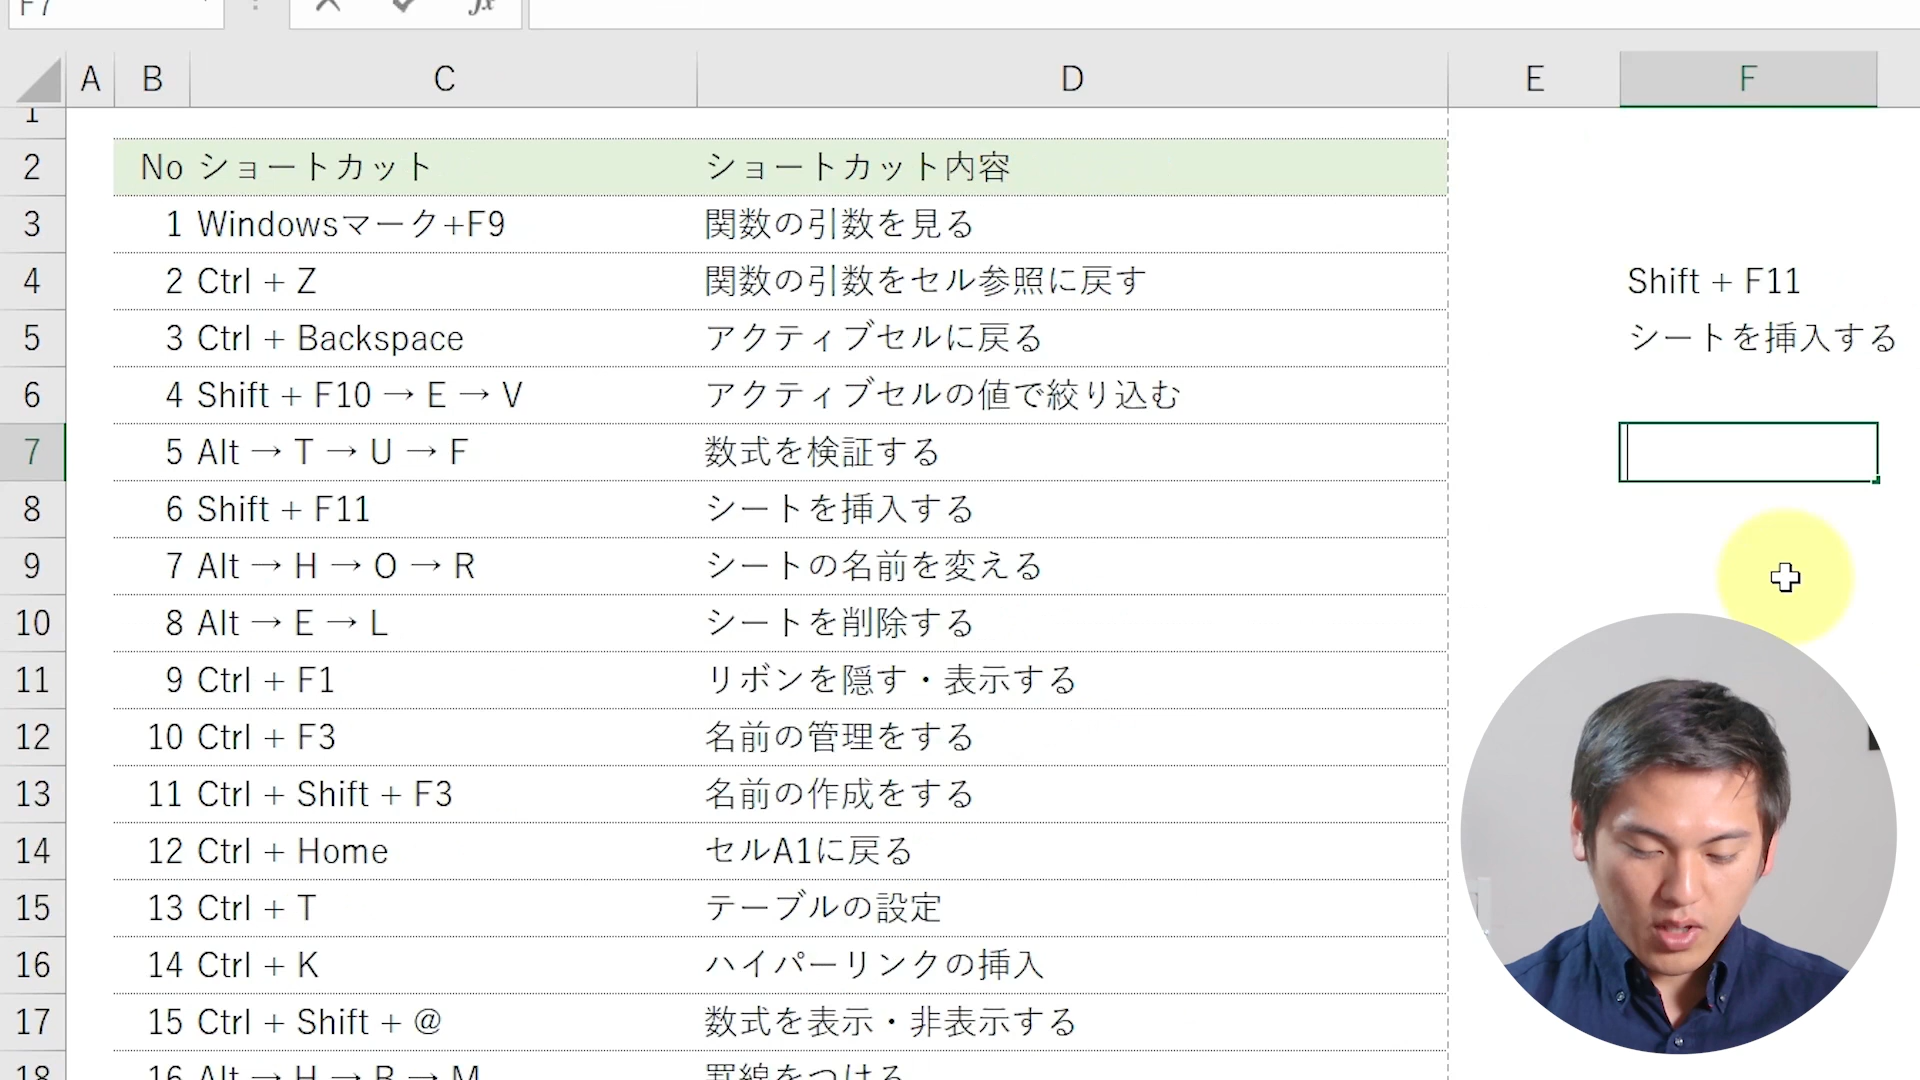 F7
fx
A B C D E F
1
2 No ショートカット ショートカット内容
3 1 Windowsマーク+F9 関数の引数を見る
4 2 Ctrl + Z 関数の引数をセル参照に戻す Shift + F11
5 3 Ctrl + Backspace アクティブセルに戻る シートを挿入する
6 4 Shift + F10 → E → V アクティブセルの値で絞り込む
7 5 Alt → T → U → F 数式を検証する
8 6 Shift + F11 シートを挿入する
9 7 Alt → H → O → R シートの名前を変える
10 8 Alt → E → L シートを削除する
11 9 Ctrl + F1 リボンを隠す・表示する
12 10 Ctrl + F3 名前の管理をする
13 11 Ctrl + Shift + F3 名前の作成をする
14 12 Ctrl + Home セルA1に戻る
15 13 Ctrl + T テーブルの設定
16 14 Ctrl + K ハイパーリンクの挿入
17 15 Ctrl + Shift + @ 数式を表示・非表示する
18 16 Alt → H → B → M 罫線をつける